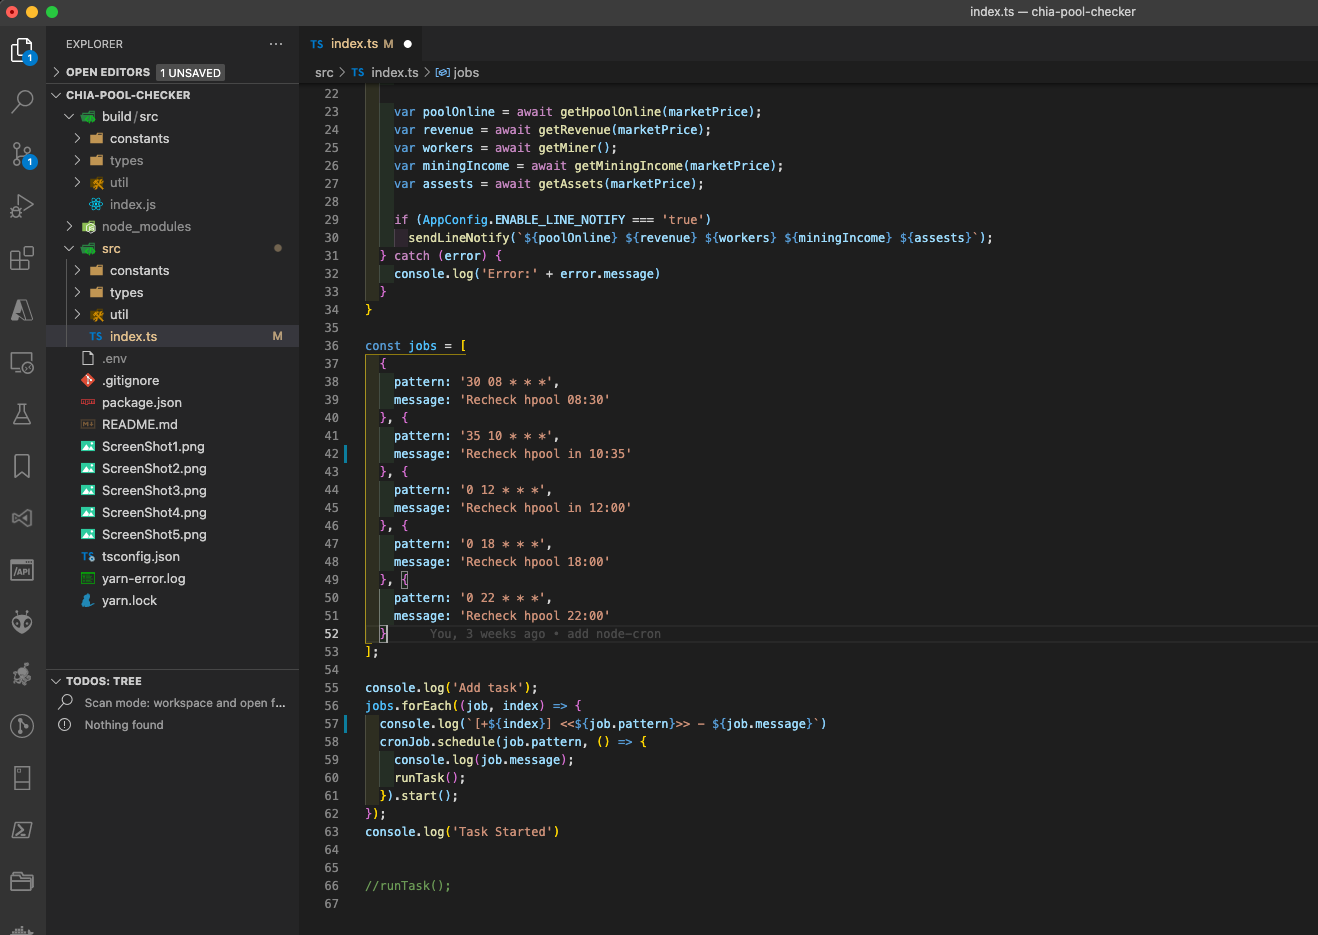 index.ts — chia-pool-checker
EXPLORER
OPEN EDITORS 1 UNSAVED
CHIA-POOL-CHECKER
build / src
constants
types
util
index.js
node_modules
src
constants
types
util
TS index.ts M
.env
.gitignore
package.json
README.md
ScreenShot1.png
ScreenShot2.png
ScreenShot3.png
ScreenShot4.png
ScreenShot5.png
TS tsconfig.json
yarn-error.log
yarn.lock
TODOS: TREE
Scan mode: workspace and open f...
Nothing found
1
1
/API
TS index.ts M
src > TS index.ts > jobs
22
23 var poolOnline = await getHpoolOnline(marketPrice);
24 var revenue = await getRevenue(marketPrice);
25 var workers = await getMiner();
26 var miningIncome = await getMiningIncome(marketPrice);
27 var assests = await getAssets(marketPrice);
28
29 if (AppConfig.ENABLE_LINE_NOTIFY === 'true')
30 sendLineNotify(`${poolOnline} ${revenue} ${workers} ${miningIncome} ${assests}`);
31 } catch (error) {
32 console.log('Error:' + error.message)
33 }
34 }
35
36 const jobs = [
37 {
38 pattern: '30 08 * * *',
39 message: 'Recheck hpool 08:30'
40 }, {
41 pattern: '35 10 * * *',
42 message: 'Recheck hpool in 10:35'
43 }, {
44 pattern: '0 12 * * *',
45 message: 'Recheck hpool in 12:00'
46 }, {
47 pattern: '0 18 * * *',
48 message: 'Recheck hpool 18:00'
49 }, {
50 pattern: '0 22 * * *',
51 message: 'Recheck hpool 22:00'
52 } You, 3 weeks ago • add node-cron
53 ];
54
55 console.log('Add task');
56 jobs.forEach((job, index) => {
57 console.log(`[+${index}] <<${job.pattern}>> - ${job.message}`)
58 cronJob.schedule(job.pattern, () => {
59 console.log(job.message);
60 runTask();
61 }).start();
62 });
63 console.log('Task Started')
64
65
66 //runTask();
67